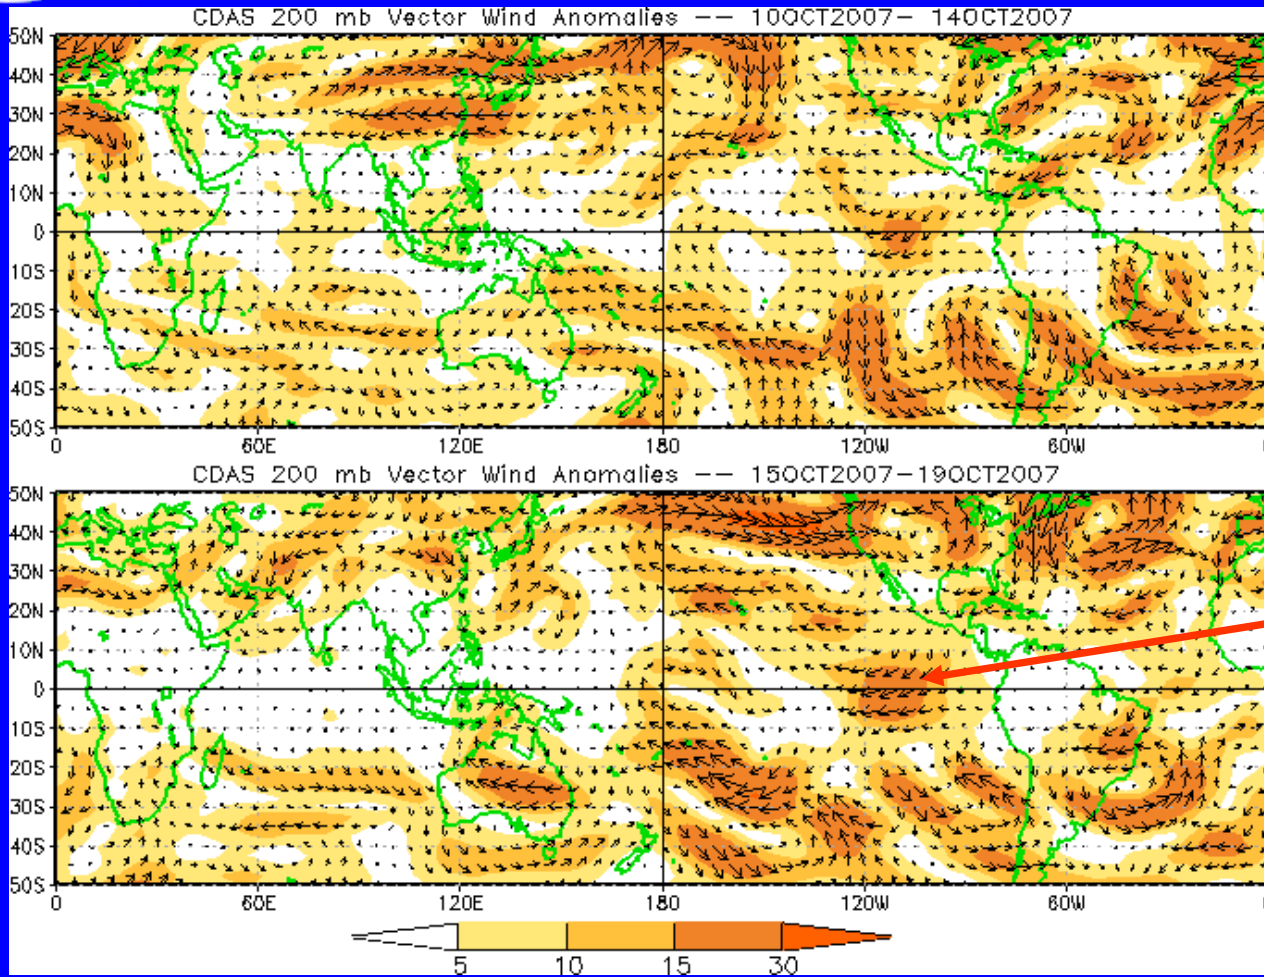 CDAS 200 mb Vector Wind Anomalies -- 10OCT2007- 14OCT2007
50N
40N
30N
20N
10N
0
10S
20S
30S
40S
50S
0 60E 120E 180 120W 60W
CDAS 200 mb Vector Wind Anomalies -- 15OCT2007-19OCT2007
50N
40N
30N
20N
10N
0
10S
20S
30S
40S
50S
0 60E 120E 180 120W 60W
5 10 15 30